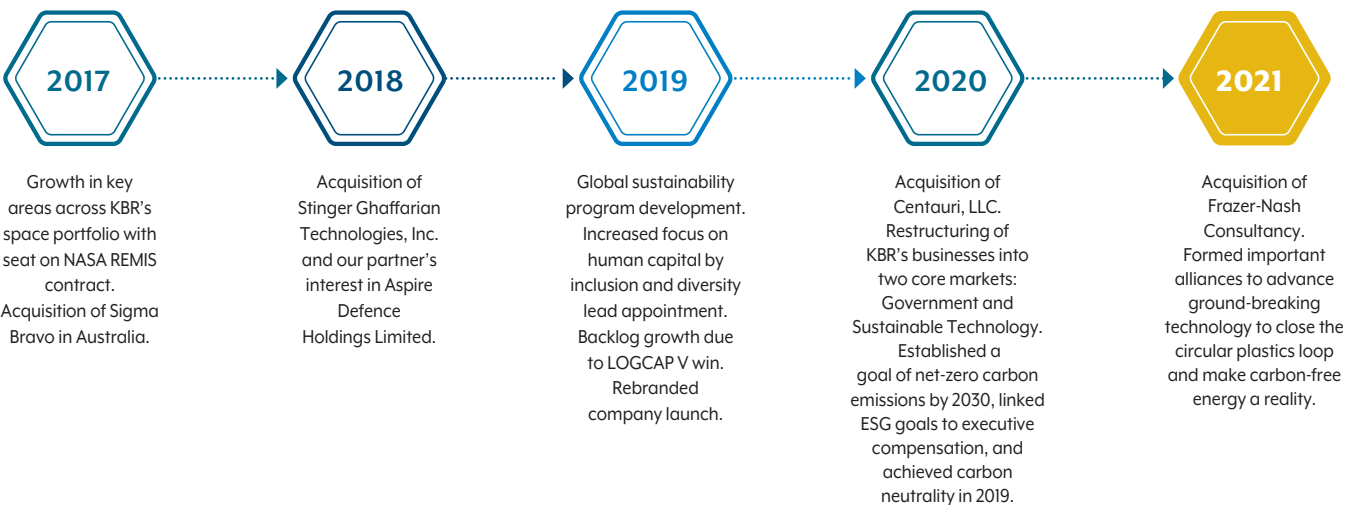 2017
Growth in key
areas across KBR’s
space portfolio with
seat on NASA REMIS
contract.
Acquisition of Sigma
Bravo in Australia.
2018
Acquisition of
Stinger Ghaffarian
Technologies, Inc.
and our partner’s
interest in Aspire
Defence
Holdings Limited.
2019
Global sustainability
program development.
Increased focus on
human capital by
inclusion and diversity
lead appointment.
Backlog growth due
to LOGCAP V win.
Rebranded
company launch.
2020
Acquisition of
Centauri, LLC.
Restructuring of
KBR’s businesses into
two core markets:
Government and
Sustainable Technology.
Established a
goal of net-zero carbon
emissions by 2030, linked
ESG goals to executive
compensation, and
achieved carbon
neutrality in 2019.
2021
Acquisition of
Frazer-Nash
Consultancy.
Formed important
alliances to advance
ground-breaking
technology to close the
circular plastics loop
and make carbon-free
energy a reality.